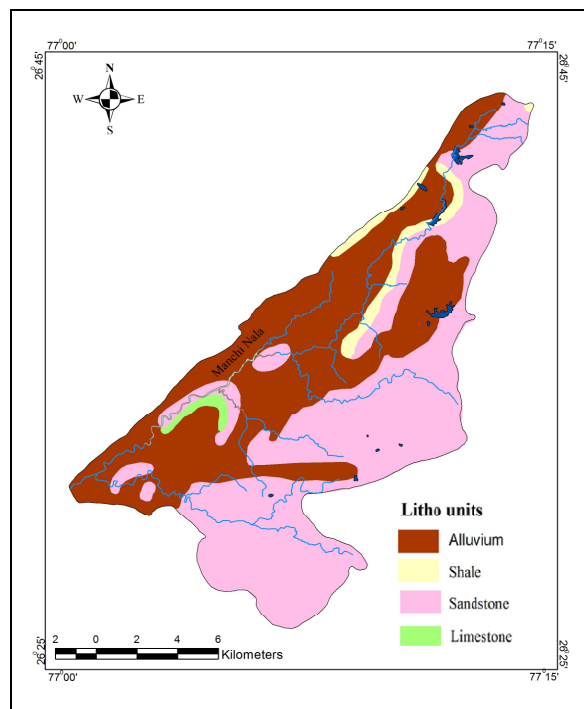 77°00' 77°15'
26°45' 26°45'
N
W E
S
Manchi Nala
Litho units
Alluvium
Shale
Sandstone
Limestone
2 0 2 4 6
Kilometers
26°25' 26°25'
77°00' 77°15'